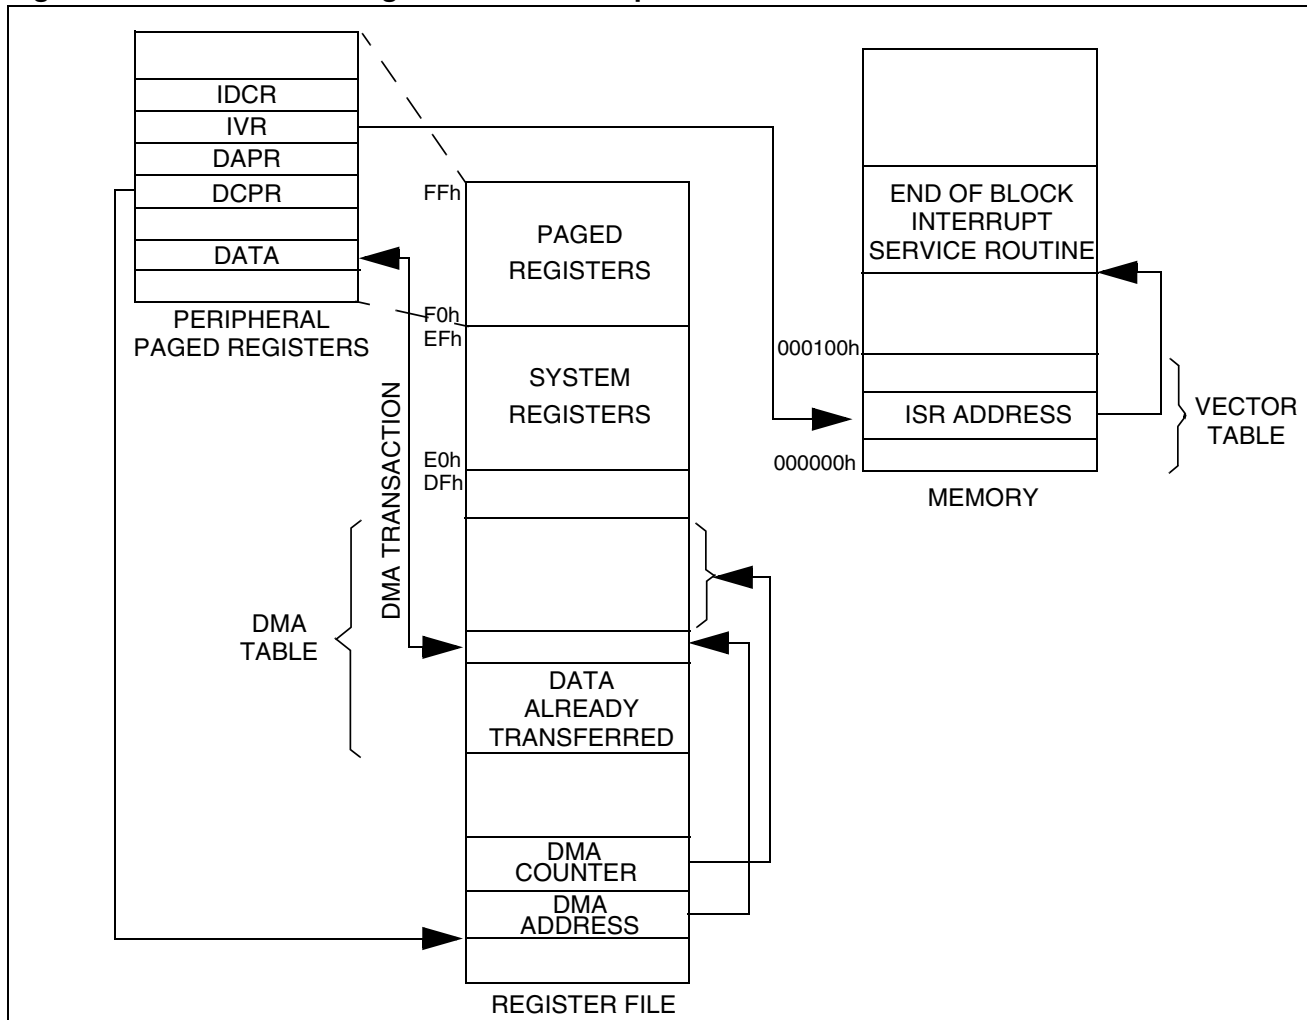 IDCR
IVR
DAPR
DCPR
DATA
PERIPHERAL
PAGED REGISTERS
DMA TRANSACTION
DMA
TABLE
FFh
F0h
EFh
E0h
DFh
PAGED
REGISTERS
SYSTEM
REGISTERS
DATA
ALREADY
TRANSFERRED
DMA
COUNTER
DMA
ADDRESS
REGISTER FILE
END OF BLOCK
INTERRUPT
SERVICE ROUTINE
000100h
ISR ADDRESS
000000h
MEMORY
VECTOR
TABLE